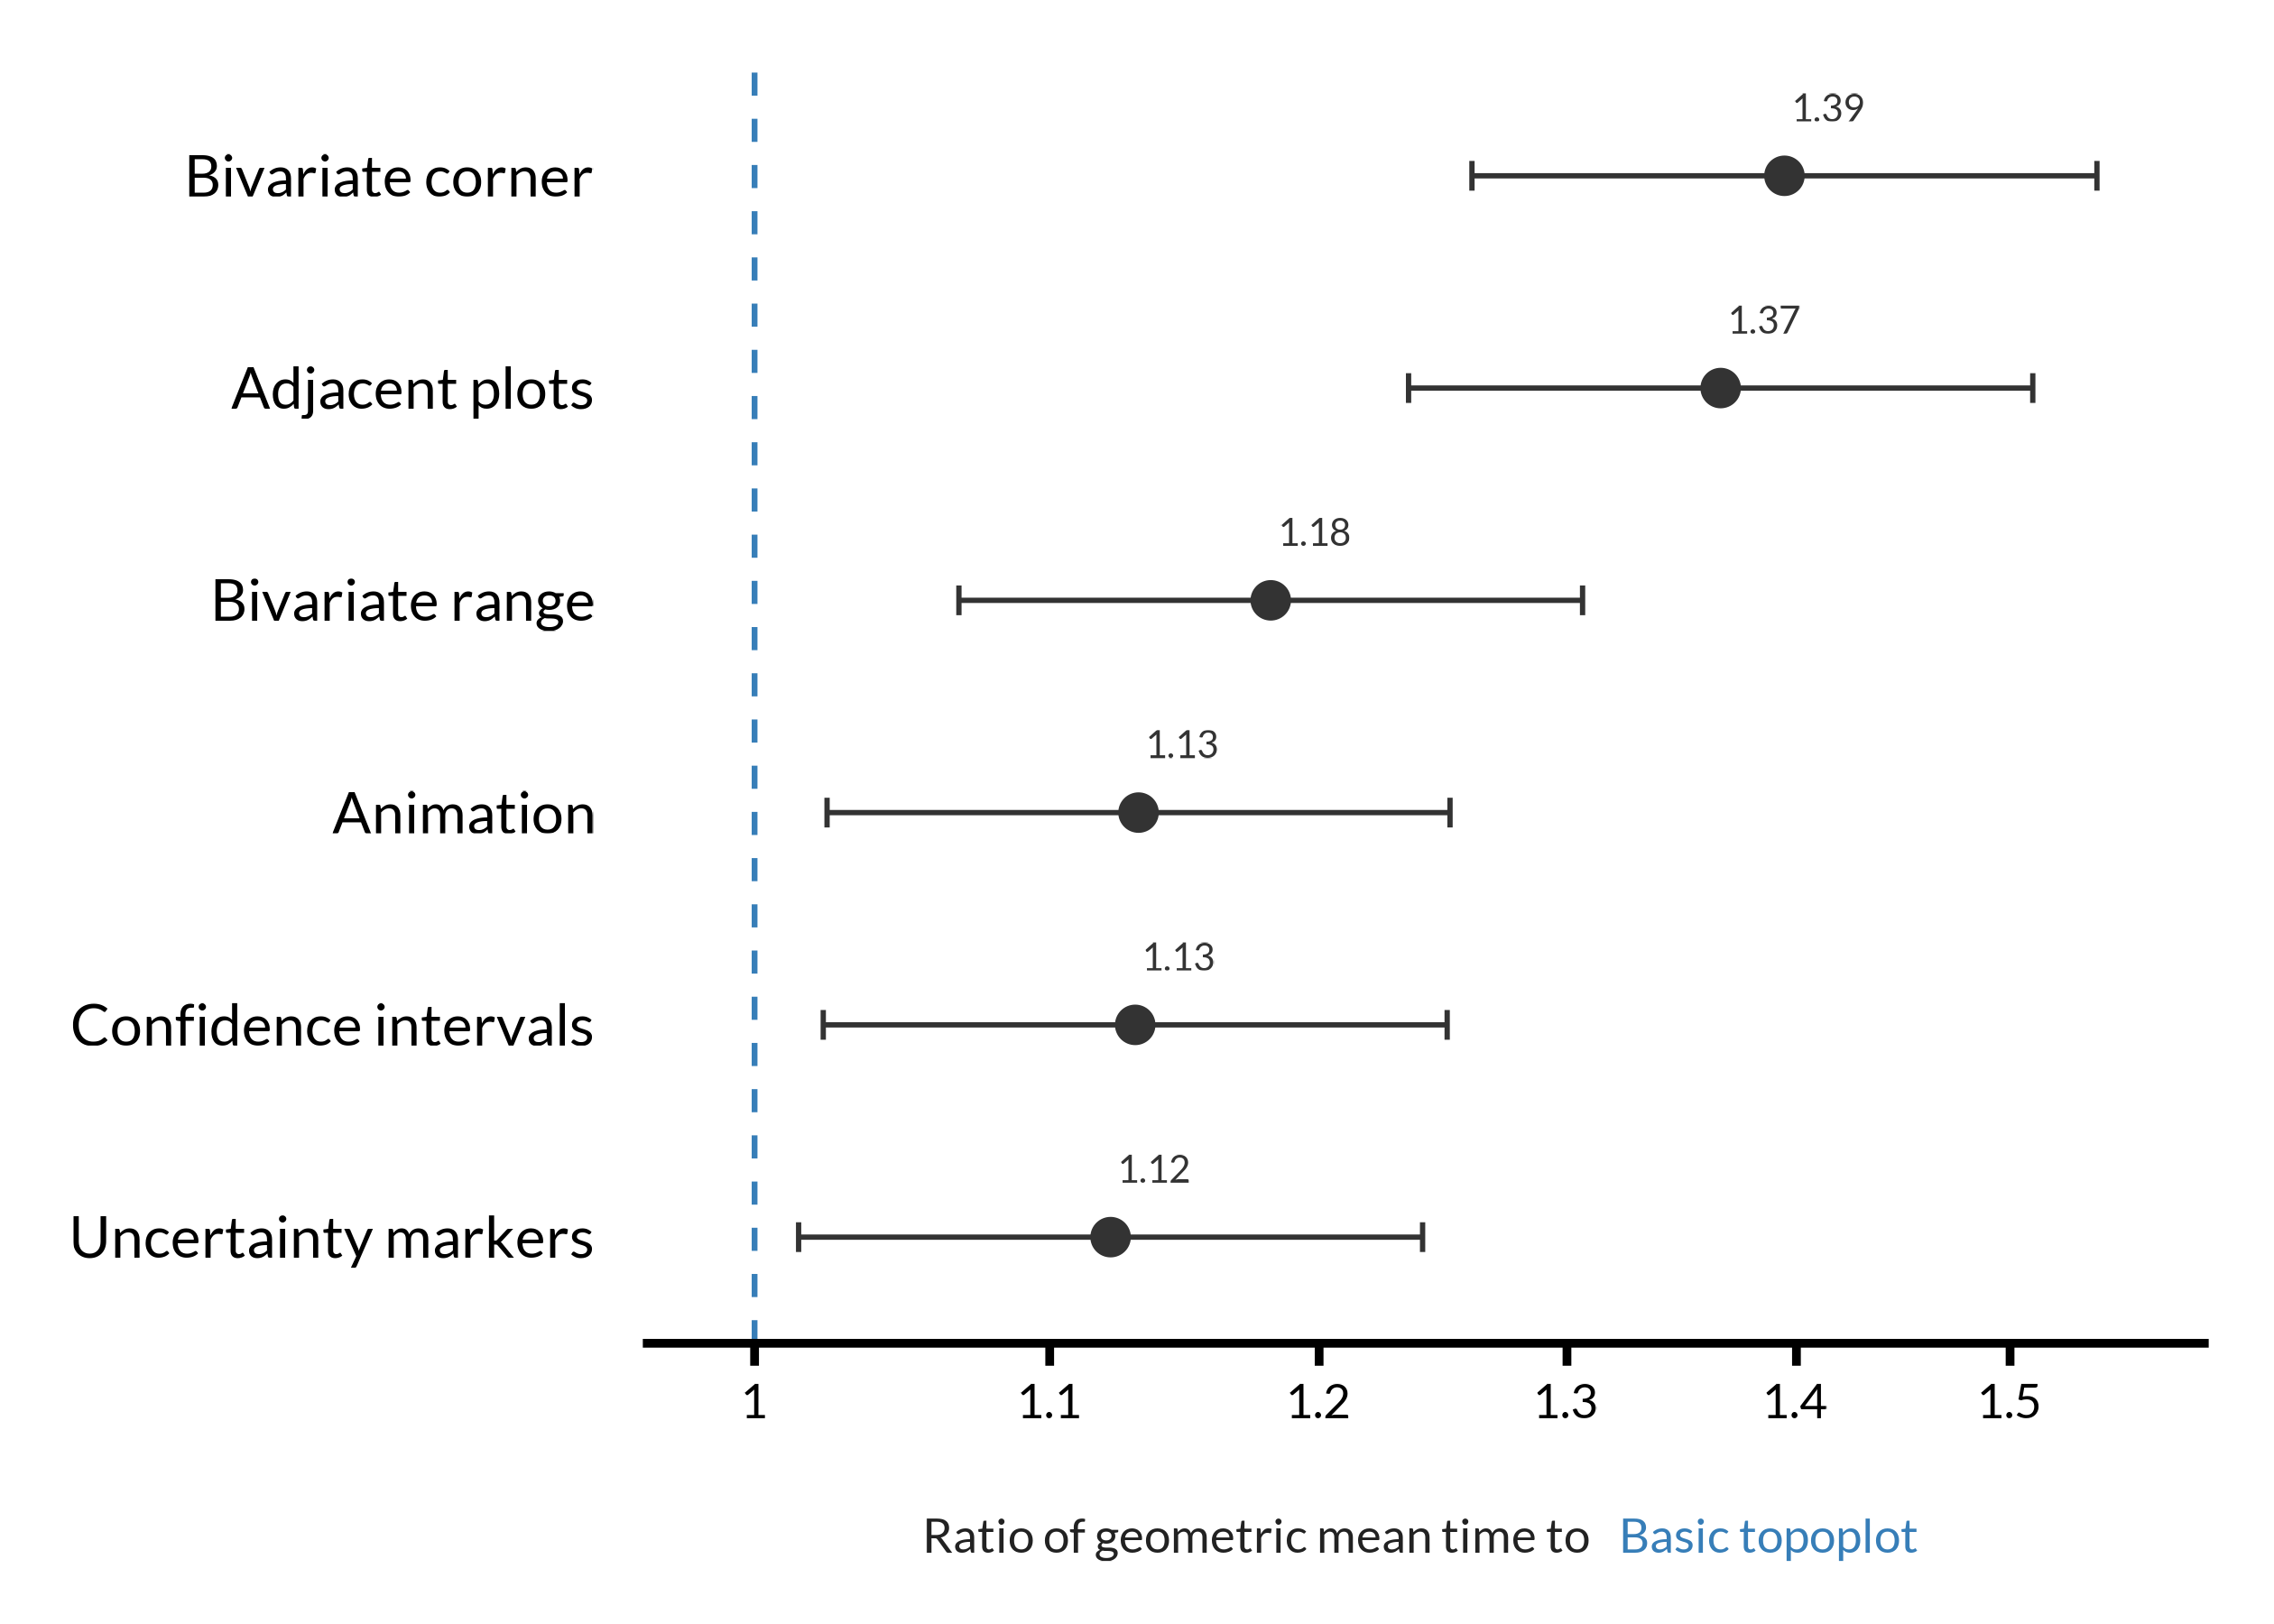 1.39
Bivariate corner
1.37
Adjacent plots
1.18
Bivariate range
1.13
Animation
1.13
Confidence intervals
1.12
Uncertainty markers
1 1.1 1.2 1.3 1.4 1.5
Ratio of geometric mean time to Basic topoplot